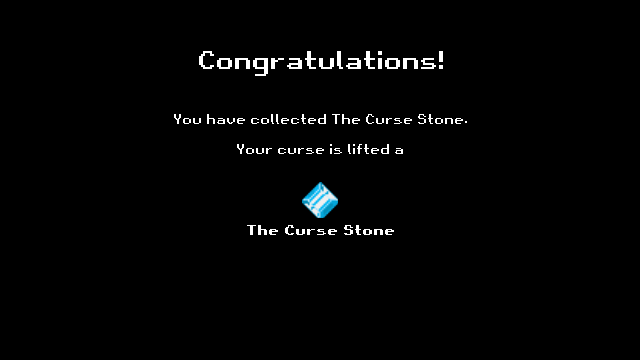 Congratulations!
You have collected The Curse Stone.
Your curse is lifted a
The Curse Stone